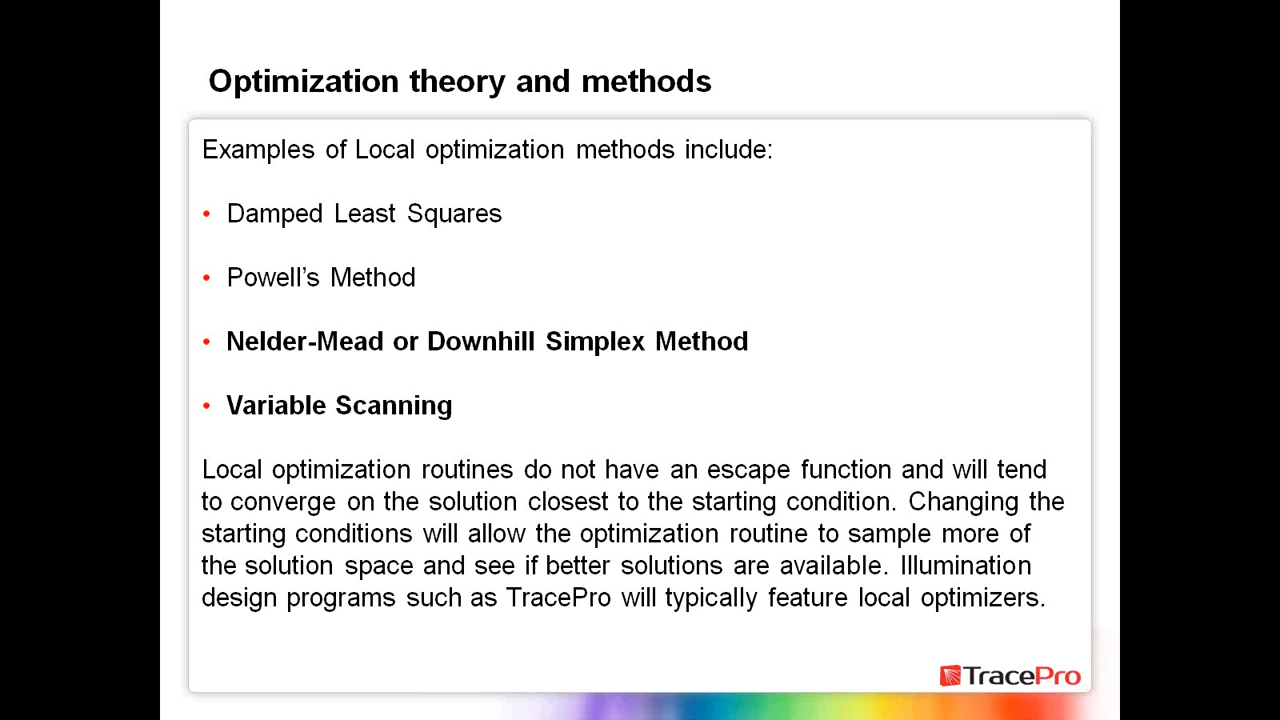 Optimization theory and methods
Examples of Local optimization methods include:
• Damped Least Squares
• Powell’s Method
• Nelder-Mead or Downhill Simplex Method
• Variable Scanning
Local optimization routines do not have an escape function and will tend
to converge on the solution closest to the starting condition. Changing the
starting conditions will allow the optimization routine to sample more of
the solution space and see if better solutions are available. Illumination
design programs such as TracePro will typically feature local optimizers.
TracePro